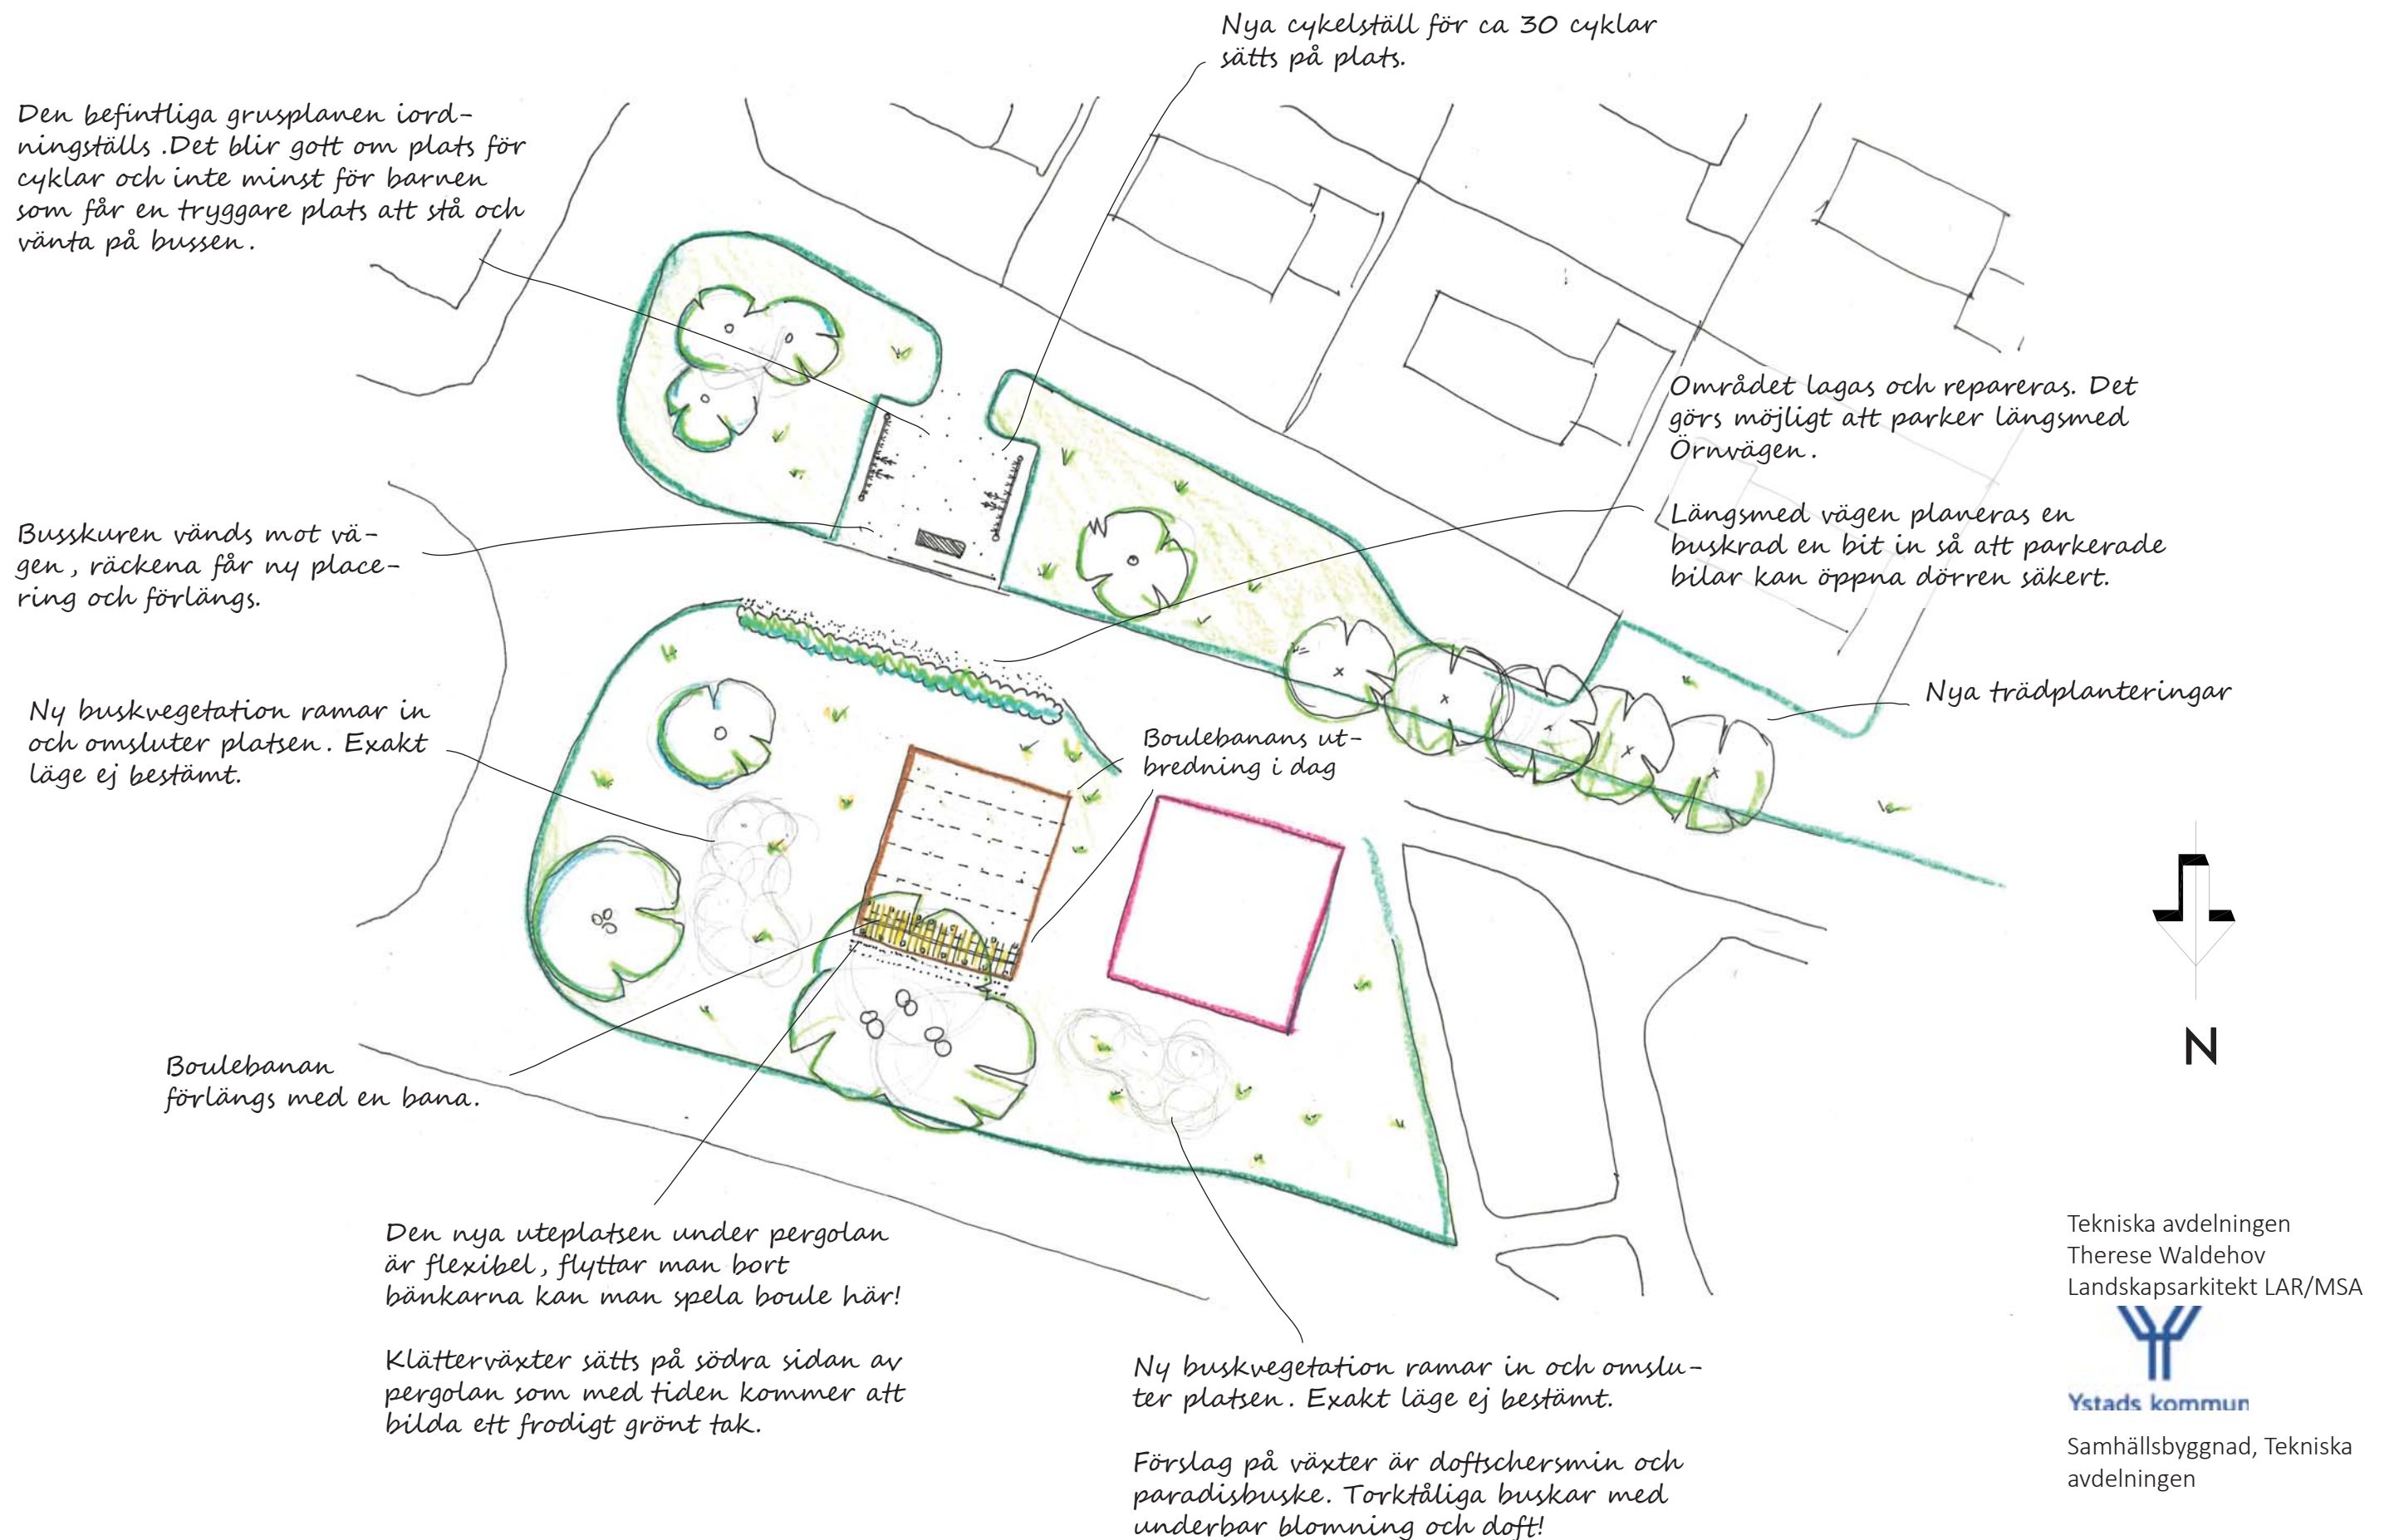 Nya cykelställ för ca 30 cyklar
sätts på plats.
Den befintliga grusplanen iord-
ningställs .Det blir gott om plats för
cyklar och inte minst för barnen
som får en tryggare plats att stå och
vänta på bussen.
Området lagas och repareras. Det
görs möjligt att parker längsmed
Örnvägen.
Längsmed vägen planeras en
buskrad en bit in så att parkerade
bilar kan öppna dörren säkert.
Busskuren vänds mot vä-
gen, räckena får ny place-
ring och förlängs.
Nya trädplanteringar
Ny buskvegetation ramar in
och omsluter platsen. Exakt
läge ej bestämt.
Boulebanans ut-
bredning i dag
N
Boulebanan
förlängs med en bana.
Den nya uteplatsen under pergolan
är flexibel, flyttar man bort
bänkarna kan man spela boule här!
Klätterväxter sätts på södra sidan av
pergolan som med tiden kommer att
bilda ett frodigt grönt tak.
Ny buskvegetation ramar in och omslu-
ter platsen. Exakt läge ej bestämt.
Förslag på växter är doftschersmin och
paradisbuske. Torktåliga buskar med
underbar blomning och doft!
Tekniska avdelningen
Therese Waldehov
Landskapsarkitekt LAR/MSA
Ystads kommun
Samhällsbyggnad, Tekniska
avdelningen